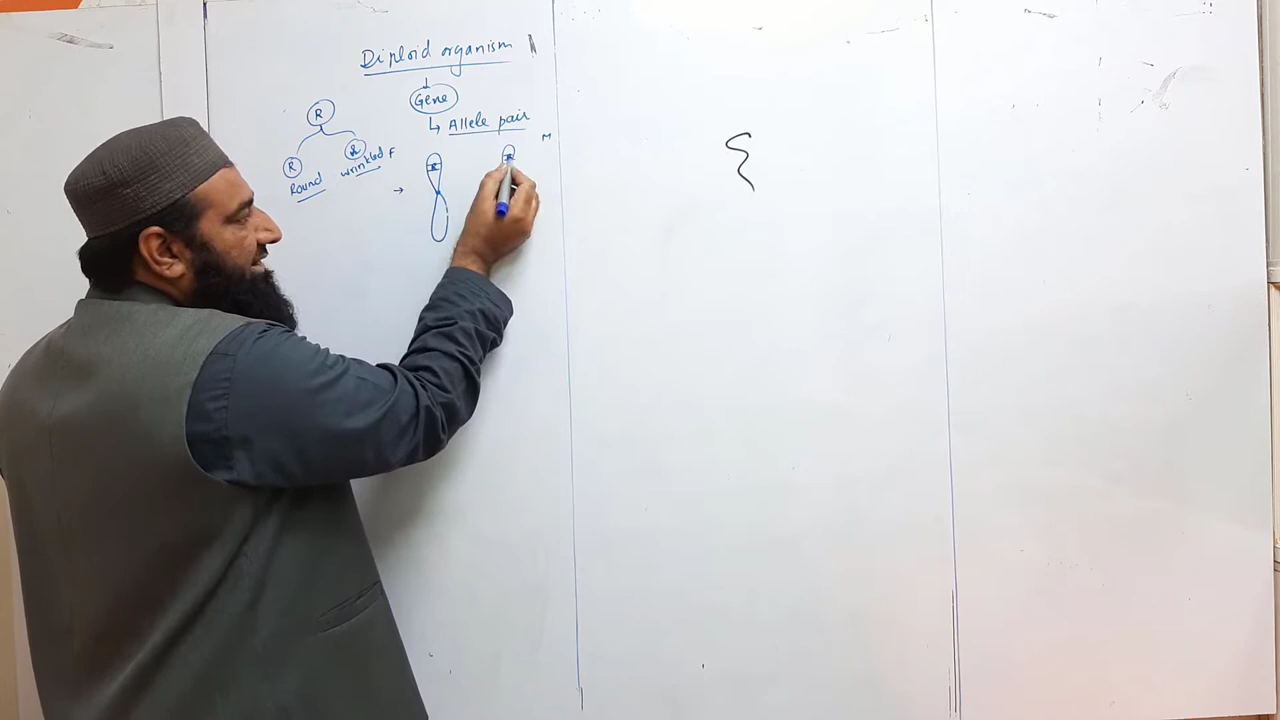 Diploid organism
Gene
Allele pair
R
R
Round
wrinkled
F
M
R
R